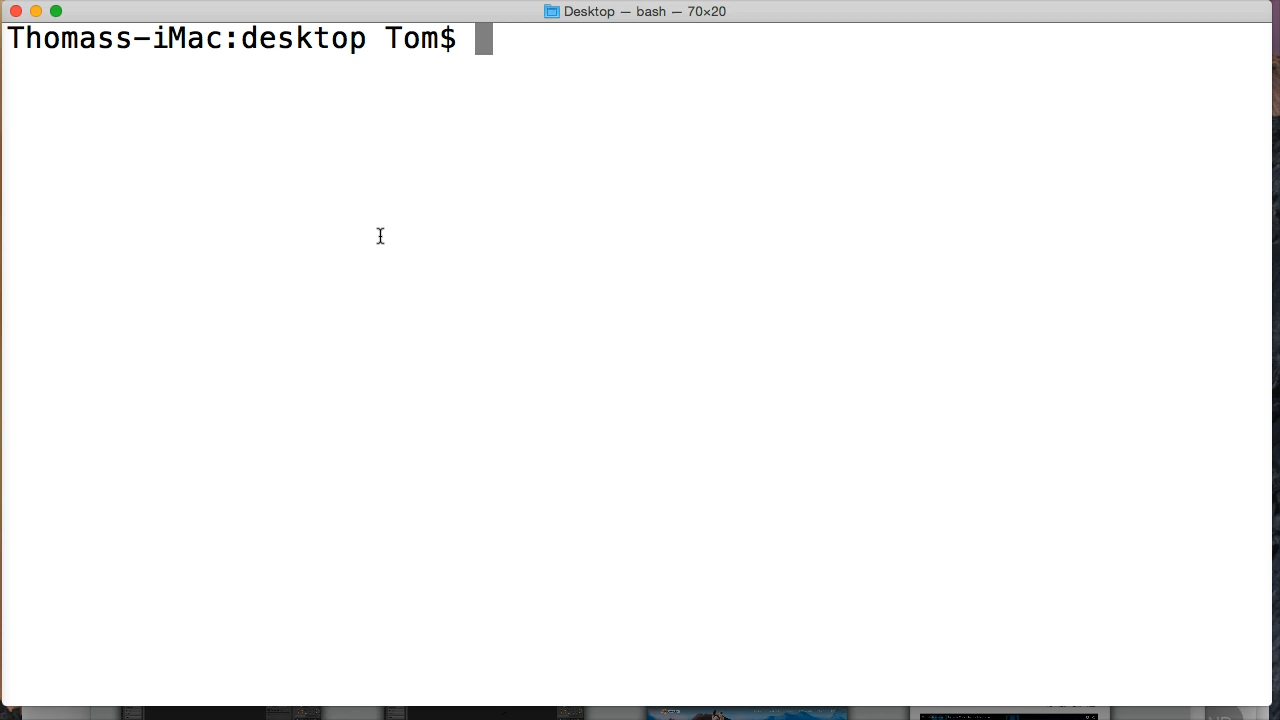 Desktop — bash — 70×20
Thomass-iMac:desktop Tom$